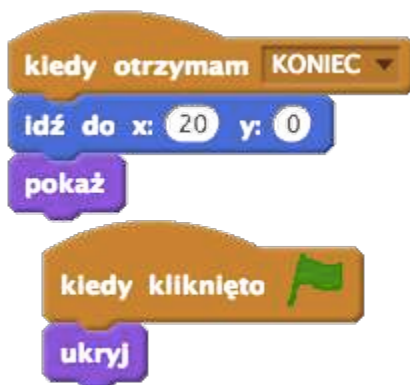 kiedy otrzymam KONIEC
idź do x: 20 y: 0
pokaż
kiedy kliknięto
ukryj